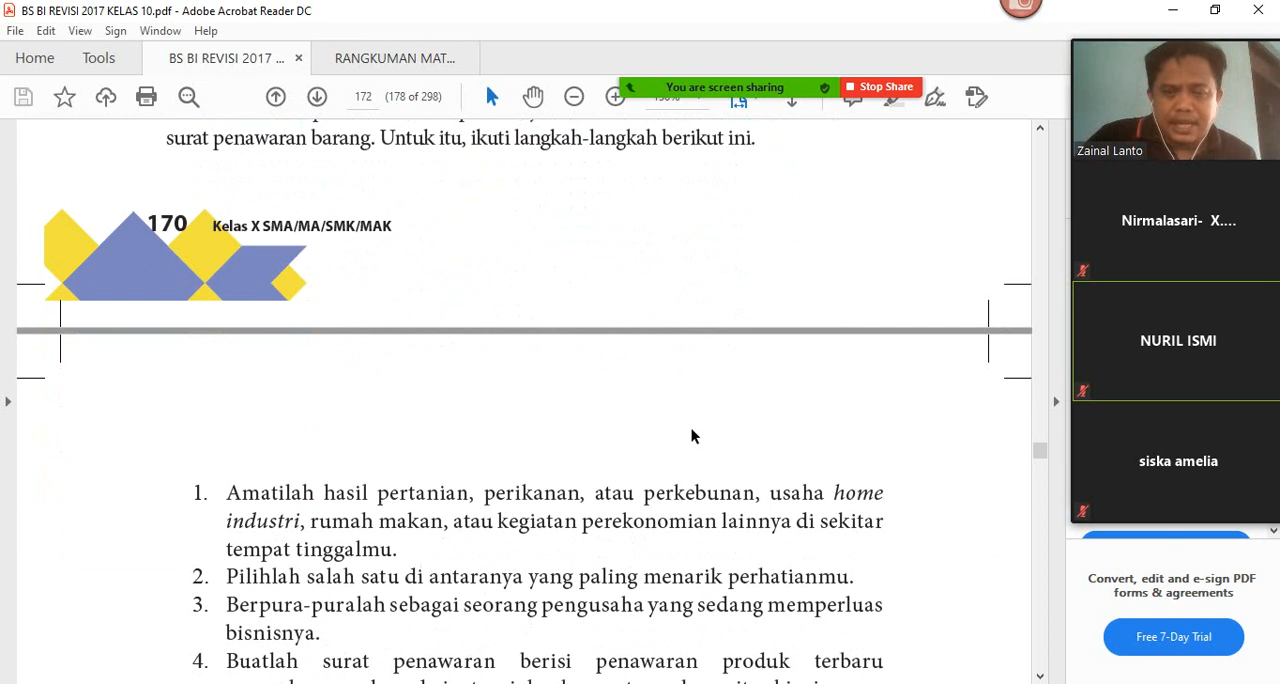 BS BI REVISI 2017 KELAS 10.pdf - Adobe Acrobat Reader DC
File Edit View Sign Window Help
Home Tools BS BI REVISI 2017 ... × RANGKUMAN MAT...
172 (178 of 298)
You are screen sharing Stop Share
surat penawaran barang. Untuk itu, ikuti langkah-langkah berikut ini.
170 Kelas X SMA/MA/SMK/MAK
1. Amatilah hasil pertanian, perikanan, atau perkebunan, usaha home
industri, rumah makan, atau kegiatan perekonomian lainnya di sekitar
tempat tinggalmu.
2. Pilihlah salah satu di antaranya yang paling menarik perhatianmu.
3. Berpura-puralah sebagai seorang pengusaha yang sedang memperluas
bisnisnya.
4. Buatlah surat penawaran berisi penawaran produk terbaru
Zainal Lanto
Nirmalasari- X....
NURIL ISMI
siska amelia
Convert, edit and e-sign PDF
forms & agreements
Free 7-Day Trial